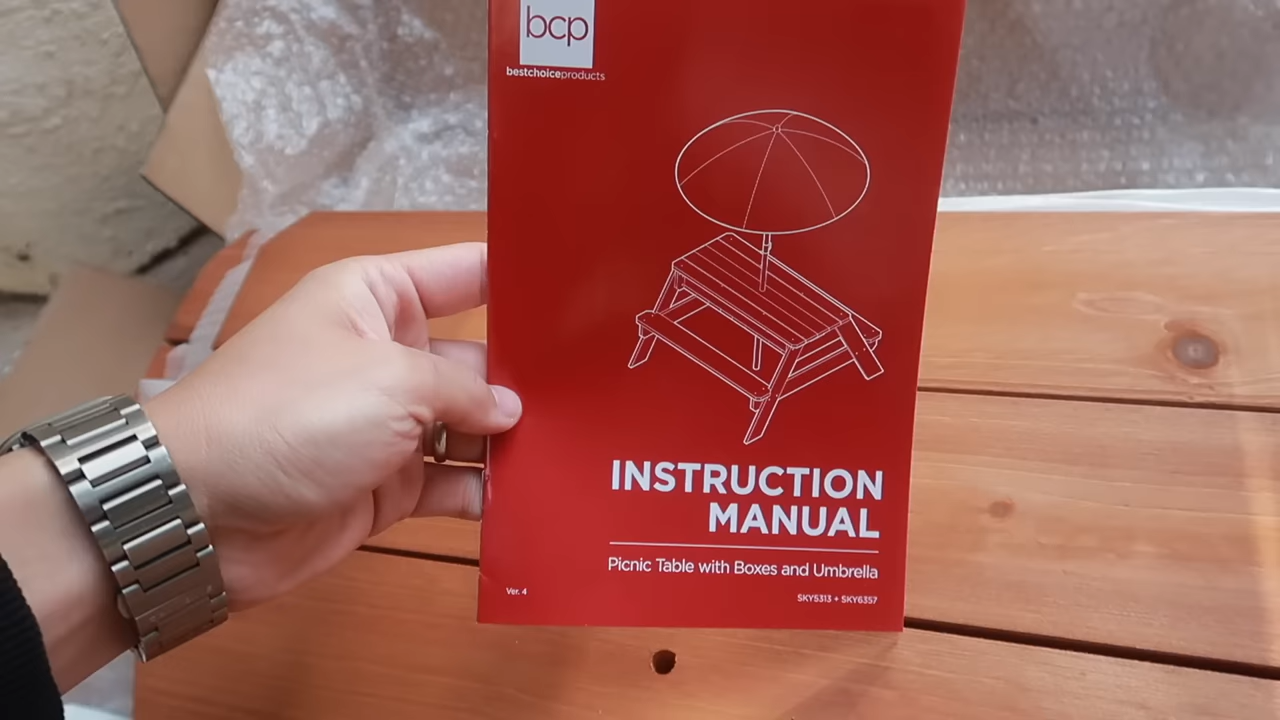 bcp
bestchoiceproducts
INSTRUCTION
MANUAL
Picnic Table with Boxes and Umbrella
Ver. 4
SKY5313 + SKY6357